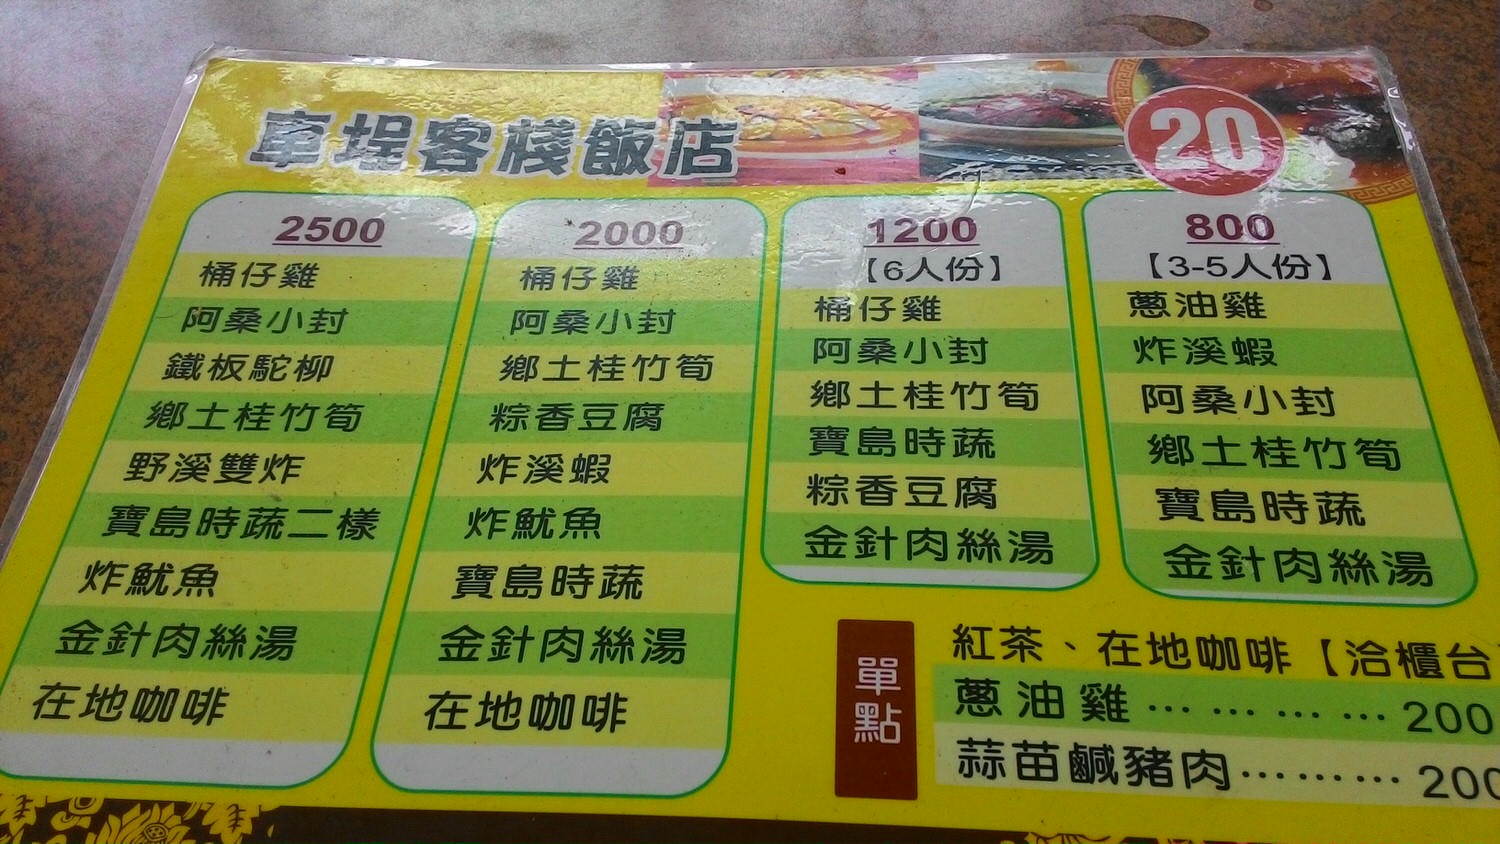 車埕客棧飯店
20
2500
桶仔雞
阿桑小封
鐵板駝柳
鄉土桂竹筍
野溪雙炸
寶島時蔬二樣
炸魷魚
金針肉絲湯
在地咖啡
2000
桶仔雞
阿桑小封
鄉土桂竹筍
粽香豆腐
炸溪蝦
炸魷魚
寶島時蔬
金針肉絲湯
在地咖啡
1200
【6人份】
桶仔雞
阿桑小封
鄉土桂竹筍
寶島時蔬
粽香豆腐
金針肉絲湯
800
【3-5人份】
蔥油雞
炸溪蝦
阿桑小封
鄉土桂竹筍
寶島時蔬
金針肉絲湯
單點
紅茶、在地咖啡【洽櫃台
蔥油雞… … … … 200
蒜苗鹹豬肉………200